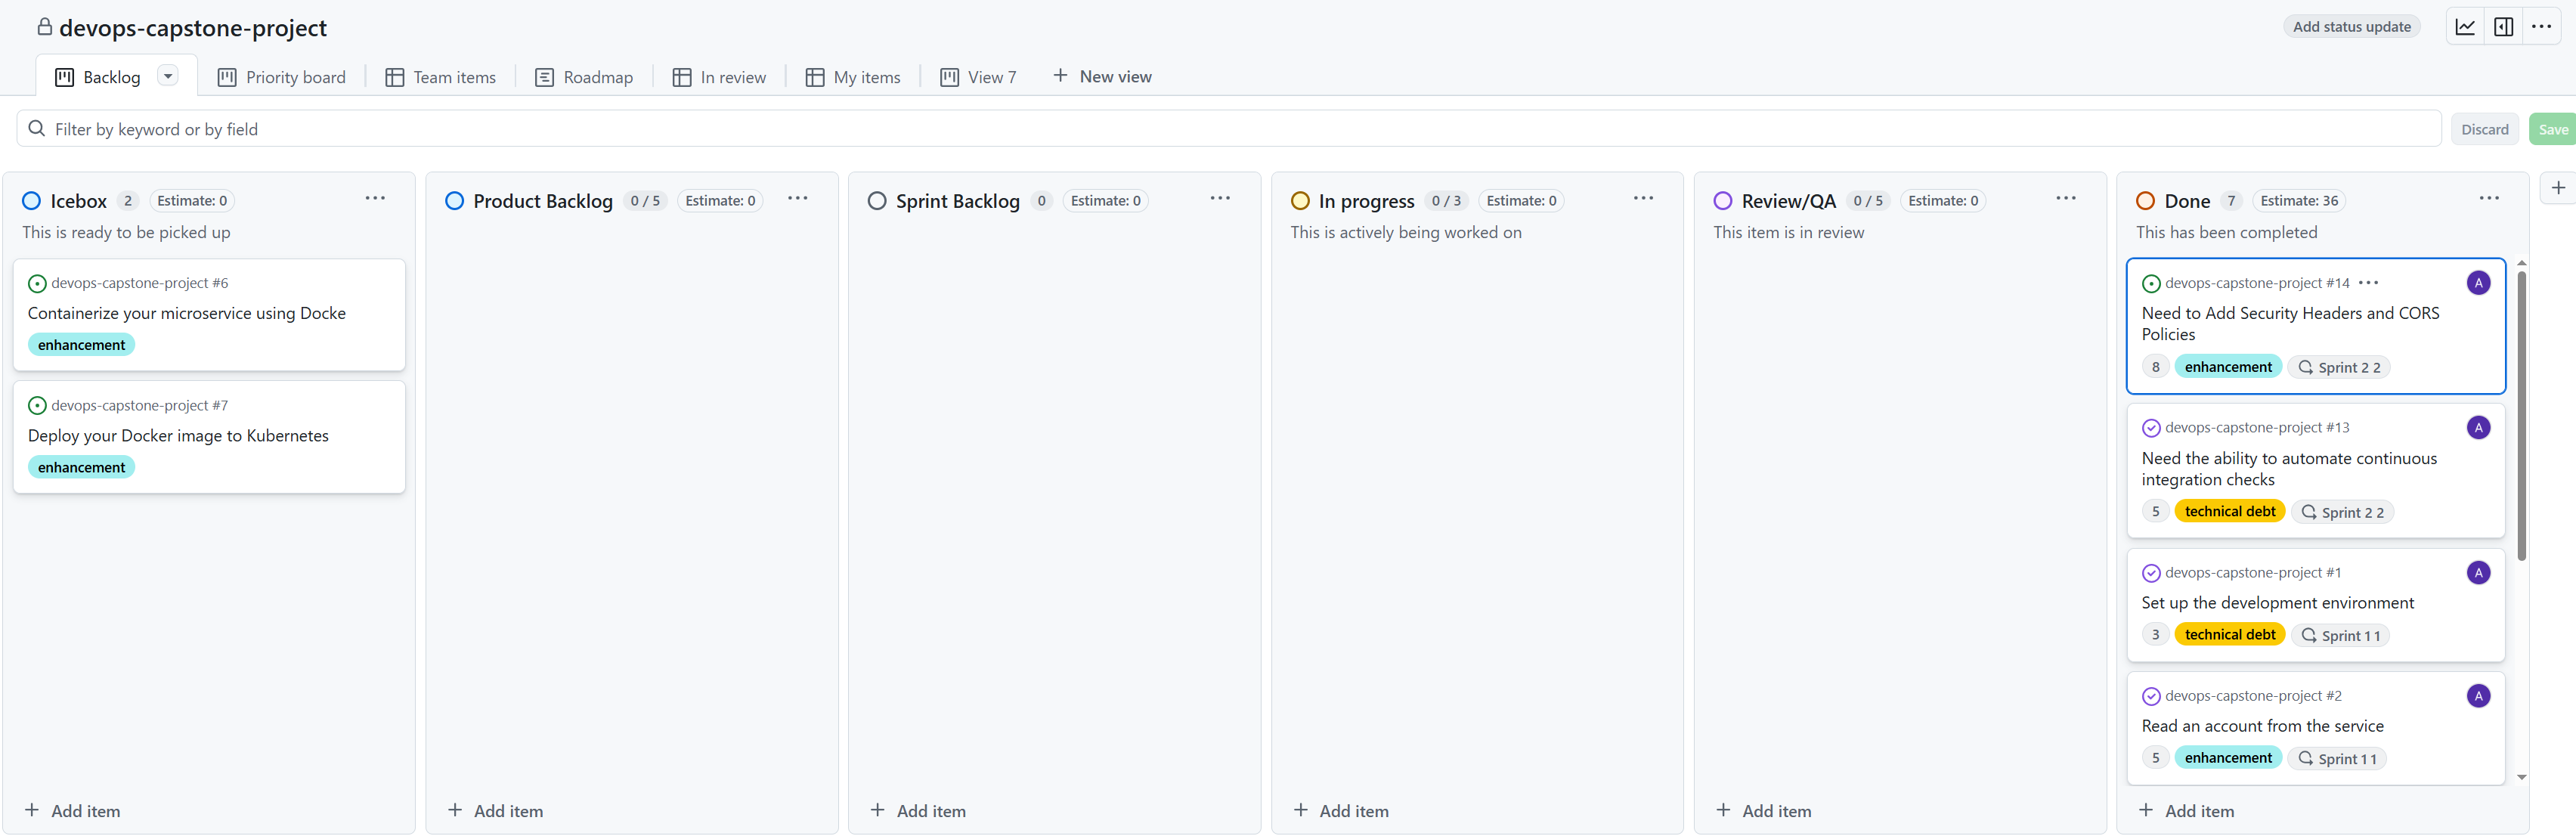 devops-capstone-project
Add status update
Backlog
Priority board
Team items
Roadmap
In review
My items
View 7
New view
Filter by keyword or by field
Discard
Save
Icebox 2 Estimate: 0
This is ready to be picked up
devops-capstone-project #6
Containerize your microservice using Docke
enhancement
devops-capstone-project #7
Deploy your Docker image to Kubernetes
enhancement
Add item
Product Backlog 0 / 5 Estimate: 0
Add item
Sprint Backlog 0 Estimate: 0
Add item
In progress 0 / 3 Estimate: 0
This is actively being worked on
Add item
Review/QA 0 / 5 Estimate: 0
This item is in review
Add item
Done 7 Estimate: 36
This has been completed
devops-capstone-project #14 A
Need to Add Security Headers and CORS
Policies
8 enhancement Sprint 2 2
devops-capstone-project #13 A
Need the ability to automate continuous
integration checks
5 technical debt Sprint 2 2
devops-capstone-project #1 A
Set up the development environment
3 technical debt Sprint 1 1
devops-capstone-project #2 A
Read an account from the service
5 enhancement Sprint 1 1
Add item